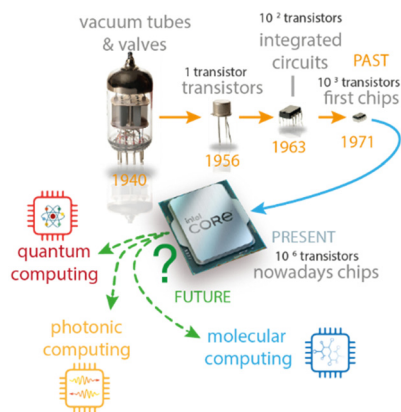 vacuum tubes
& valves
1 transistor
transistors
10 ² transistors
integrated
circuits
PAST
10 ³ transistors
first chips
1940
1956
1963
1971
intel
CORE
PRESENT
10 ⁶ transistors
nowadays chips
quantum
computing
?
FUTURE
photonic
computing
molecular
computing